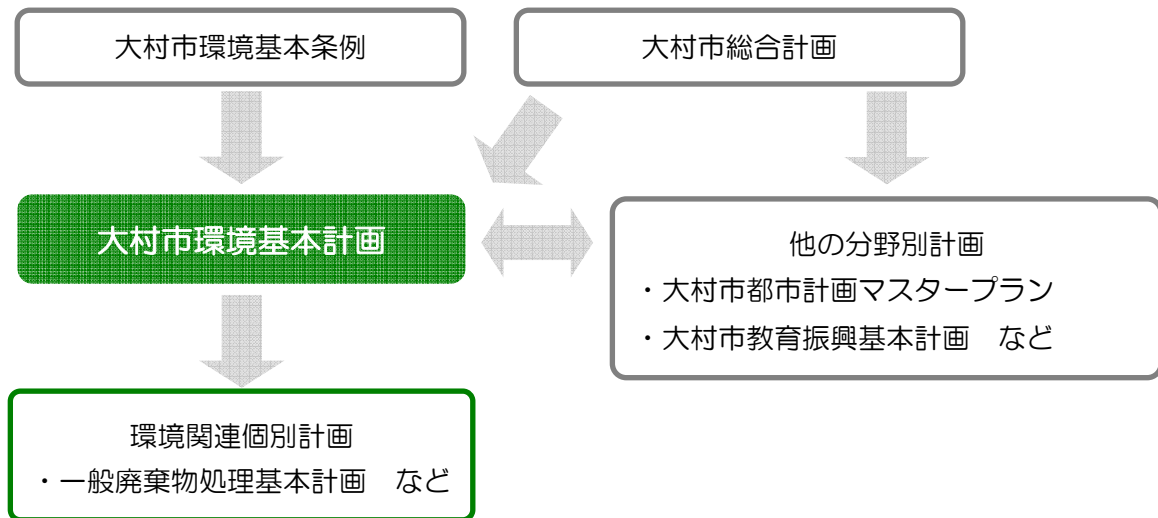 大村市環境基本条例
大村市総合計画
大村市環境基本計画
他の分野別計画
・大村市都市計画マスタープラン
・大村市教育振興基本計画　など
環境関連個別計画
・一般廃棄物処理基本計画　など